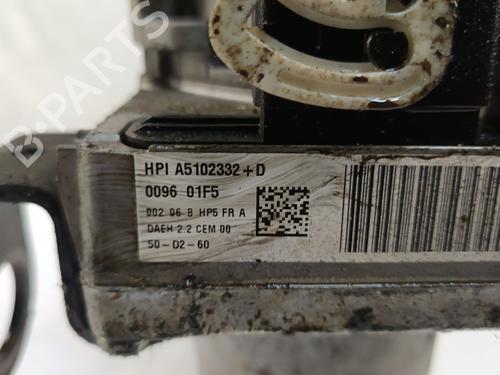 B-PARTS
HPI A5102332+D
0096 01F5
002 06 8 HP5 FR A
DAEH 2.2 CEM 00
50-D2-60